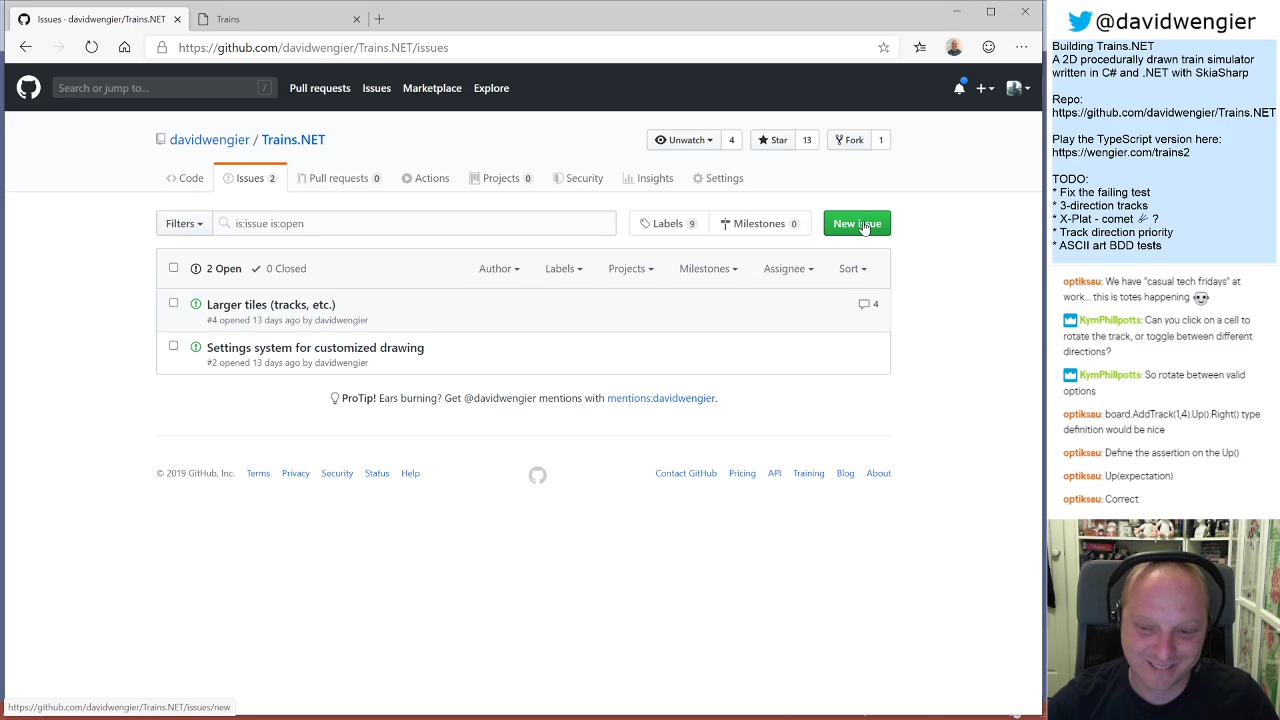 Issues - davidwengier/Trains.NET
Trains
https://github.com/davidwengier/Trains.NET/issues
Search or jump to...
/
Pull requests
Issues
Marketplace
Explore
davidwengier / Trains.NET
Unwatch 4
Star 13
Fork 1
Code
Issues 2
Pull requests 0
Actions
Projects 0
Security
Insights
Settings
Filters
is:issue is:open
Labels 9
Milestones 0
New issue
2 Open
0 Closed
Author
Labels
Projects
Milestones
Assignee
Sort
Larger tiles (tracks, etc.)
4
#4 opened 13 days ago by davidwengier
Settings system for customized drawing
#2 opened 13 days ago by davidwengier
ProTip! Ears burning? Get @davidwengier mentions with mentions:davidwengier.
© 2019 GitHub, Inc.
Terms
Privacy
Security
Status
Help
Contact GitHub
Pricing
API
Training
Blog
About
https://github.com/davidwengier/Trains.NET/issues/new
@davidwengier
Building Trains.NET
A 2D procedurally drawn train simulator
written in C# and .NET with SkiaSharp
Repo:
https://github.com/davidwengier/Trains.NET
Play the TypeScript version here:
https://wengier.com/trains2
TODO:
* Fix the failing test
* 3-direction tracks
* X-Plat - comet ☄ ?
* Track direction priority
* ASCII art BDD tests
optiksau: We have "casual tech fridays" at
work... this is totes happening
KymPhillpotts: Can you click on a cell to
rotate the track, or toggle between different
directions?
KymPhillpotts: So rotate between valid
options
optiksau: board.AddTrack(1,4).Up().Right() type
definition would be nice
optiksau: Define the assertion on the Up()
optiksau: Up(expectation)
optiksau: Correct